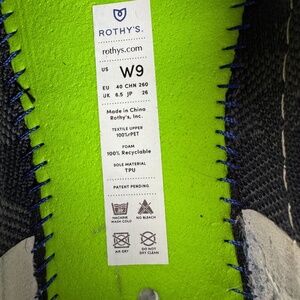 ROTHY'S.
rothys.com
US W9
EU 40 CHN 260
UK 6.5 JP 26
Made in China
Rothy's, Inc.
TEXTILE UPPER
100% rPET
FOAM
100% Recyclable
SOLE MATERIAL
TPU
PATENT PENDING
MACHINE WASH COLD NO BLEACH
AIR DRY DO NOT DRY CLEAN